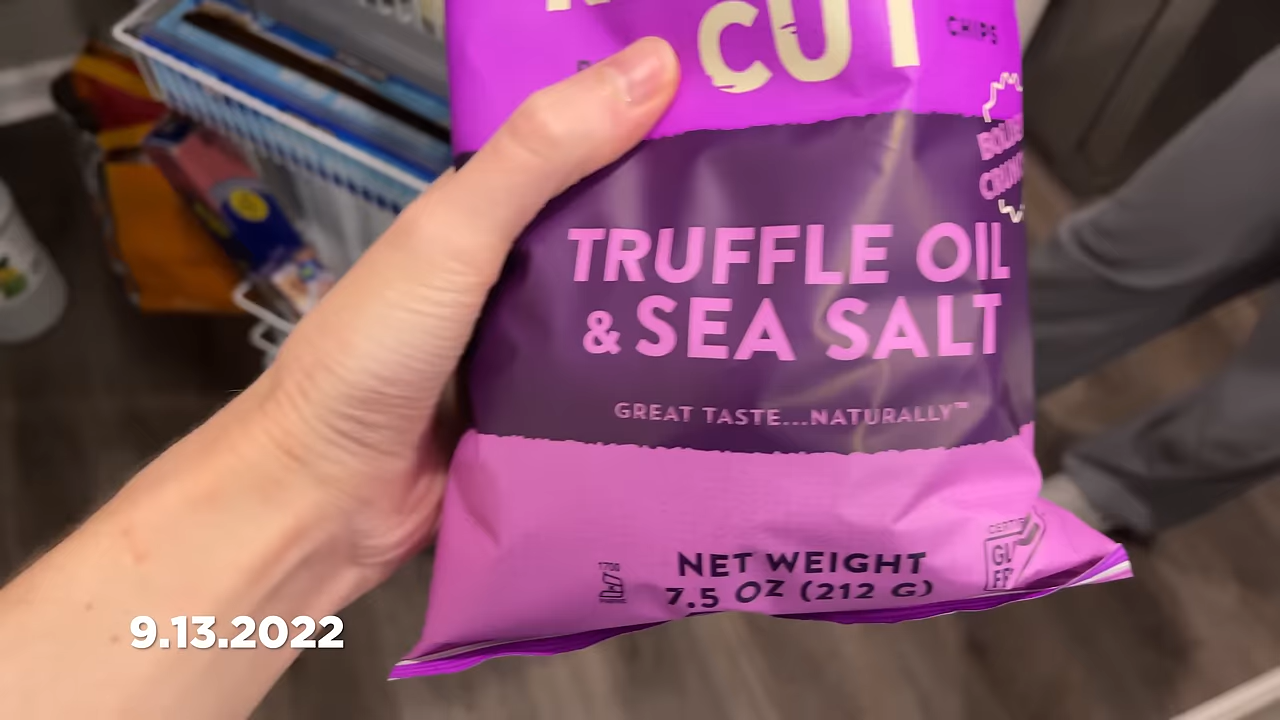 CUT
CHIPS
TRUFFLE OIL
& SEA SALT
GREAT TASTE...NATURALLY™
NET WEIGHT
7.5 OZ (212 G)
9.13.2022